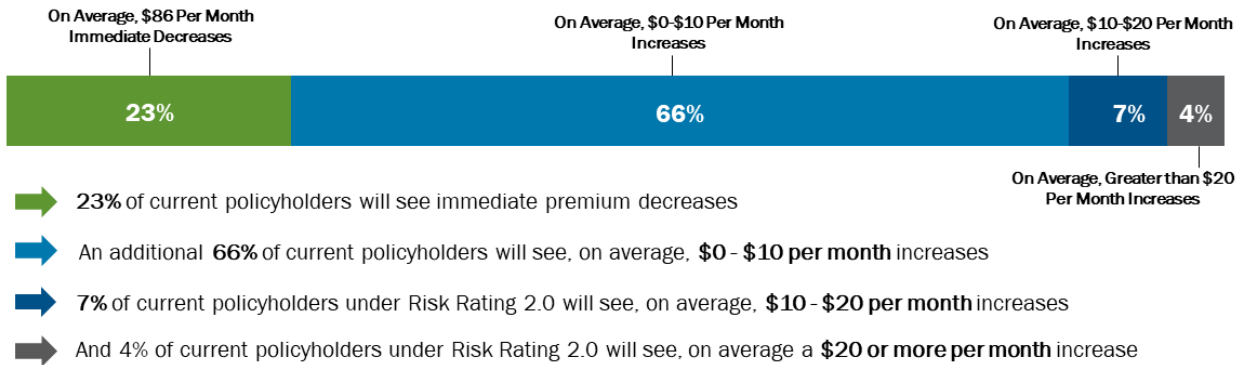 On Average, $86 Per Month
Immediate Decreases
On Average, $0-$10 Per Month
Increases
On Average, $10-$20 Per Month
Increases
23%
66%
7%
4%
On Average, Greater than $20
Per Month Increases
23% of current policyholders will see immediate premium decreases
An additional 66% of current policyholders will see, on average, $0 - $10 per month increases
7% of current policyholders under Risk Rating 2.0 will see, on average, $10 - $20 per month increases
And 4% of current policyholders under Risk Rating 2.0 will see, on average a $20 or more per month increase